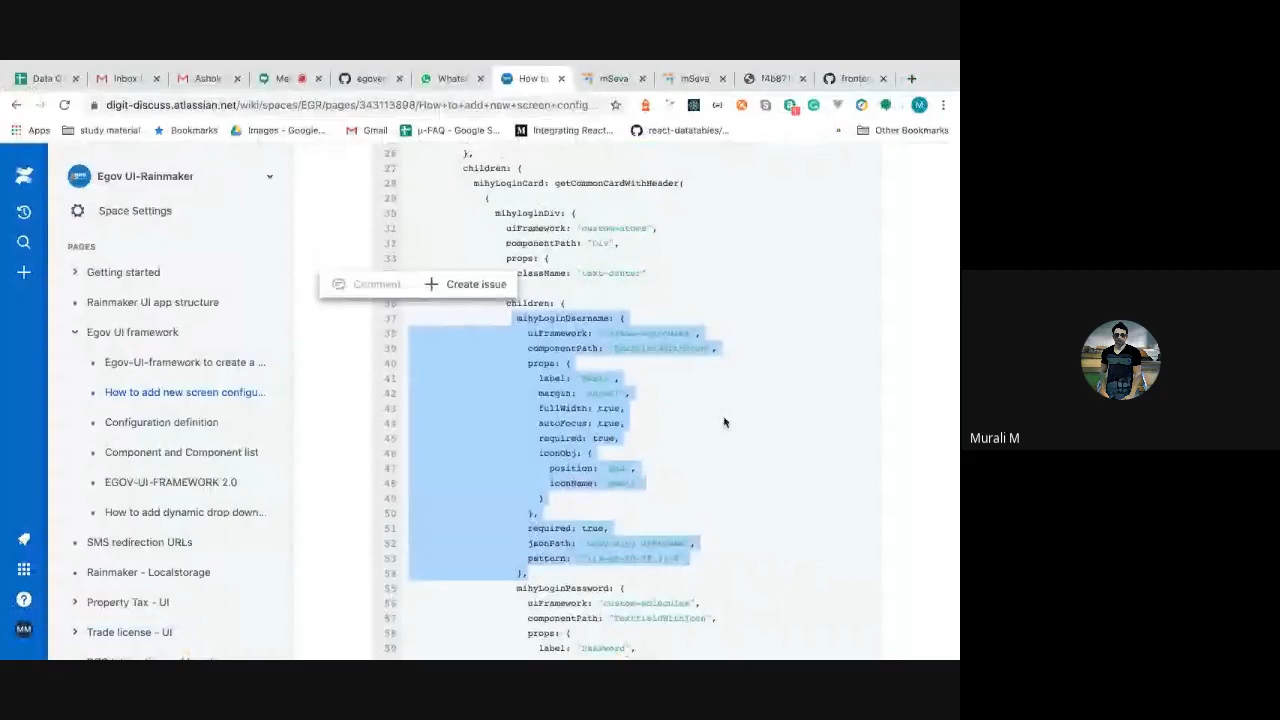 Data C
Inbox (
Ashok
Me
egover
Whats
How to
mSeva
mSeva
f4b87
fronten
digit-discuss.atlassian.net/wiki/spaces/EGR/pages/343113898/How+to+add+new+screen+config...
M
Apps
study material
Bookmarks
Images - Google...
Gmail
μ-FAQ - Google S...
Integrating React...
react-datatables/...
»
Other Bookmarks
Egov UI-Rainmaker
Space Settings
PAGES
Getting started
Rainmaker UI app structure
Egov UI framework
Egov-UI-framework to create a ...
How to add new screen configu...
Configuration definition
Component and Component list
EGOV-UI-FRAMEWORK 2.0
How to add dynamic drop down...
SMS redirection URLs
Rainmaker - Localstorage
Property Tax - UI
Trade license - UI
MM
Comment
Create issue
26 },
27 children: {
28 mihyLoginCard: getCommonCardWithHeader(
29 {
30 mihyloginDiv: {
31 uiFramework: "custom-atoms",
32 componentPath: "Div",
33 props: {
className: "text-center"
36 children: {
37 mihyLoginUsername: {
38 uiFramework:
39 componentPath:
40 props: {
41 label:
42 margin:
43 fullWidth: true,
44 autoFocus: true,
45 required: true,
46 iconObj: {
47 position:
48 iconName:
49 }
50 },
51 required: true,
52 jsonPath:
53 pattern:
54 },
55 mihyLoginPassword: {
56 uiFramework: "custom-molecules",
57 componentPath: "TextfieldWithIcon",
58 props: {
59 label: "Password",
Murali M